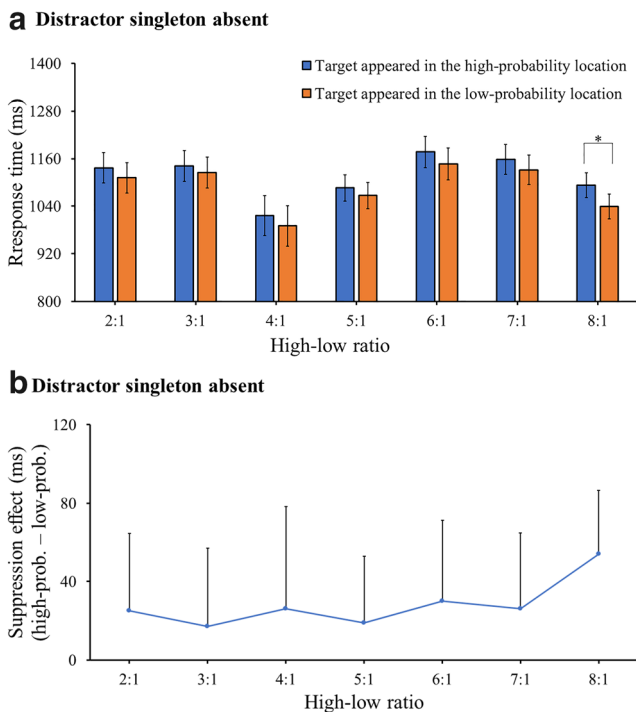 a Distractor singleton absent
Rresponse time (ms)
1400
1280
1160
1040
920
800
Target appeared in the high-probability location
Target appeared in the low-probability location
*
2:1 3:1 4:1 5:1 6:1 7:1 8:1
High-low ratio
b Distractor singleton absent
Suppression effect (ms)
(high-prob. – low-prob.)
120
80
40
0
2:1 3:1 4:1 5:1 6:1 7:1 8:1
High-low ratio